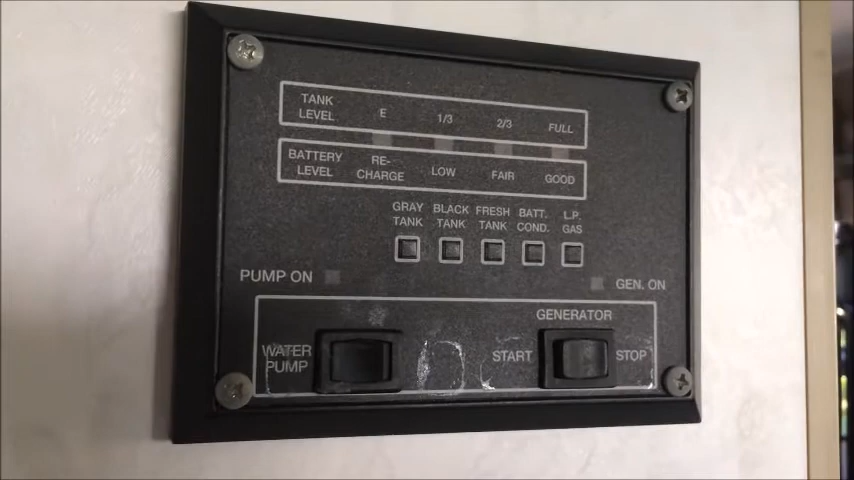 TANK LEVEL E 1/3 2/3 FULL
BATTERY LEVEL RE-CHARGE LOW FAIR GOOD
GRAY TANK BLACK TANK FRESH TANK BATT. COND. L.P. GAS
PUMP ON GEN. ON
GENERATOR
WATER PUMP START STOP